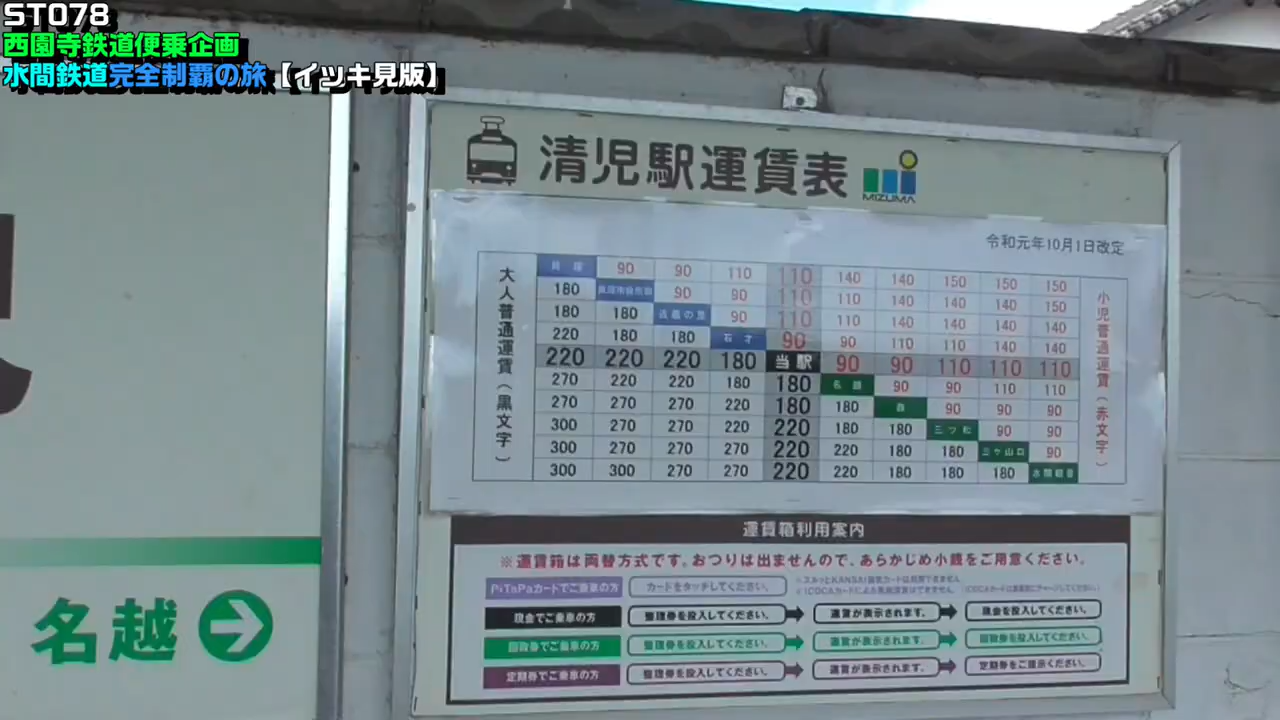 ST078
西園寺鉄道便乗企画
水間鉄道完全制覇の旅【イツキ見版】
清児駅運賃表
MIZUMA
令和元年10月1日改定
大人普通運賃(黒文字)
小児普通運賃(赤文字)
貝塚 90 90 110 110 140 140 150 150 150
180 貝塚市役所前 90 90 110 110 140 140 140 150
180 180 近義の里 90 110 110 140 140 140 140
220 180 180 石才 90 90 110 110 140 140
220 220 220 180 当駅 90 90 110 110 110
270 220 220 180 180 名越 90 90 110 110
270 270 270 220 180 180 森 90 90 90
300 270 270 220 220 180 180 三ツ松 90 90
300 270 270 270 220 220 180 180 三ヶ山口 90
300 300 270 270 220 220 180 180 180 水間観音
運賃箱利用案内
※運賃箱は両替方式です。おつりは出ませんので、あらかじめ小銭をご用意ください。
PiTaPaカードでご乗車の方 カードをタッチしてください。
現金でご乗車の方 整理券を投入してください。 運賃が表示されます。 現金を投入してください。
回数券でご乗車の方 整理券を投入してください。 運賃が表示されます。 回数券を投入してください。
定期券でご乗車の方 整理券を投入してください。 運賃が表示されます。 定期券をご提示ください。
名越